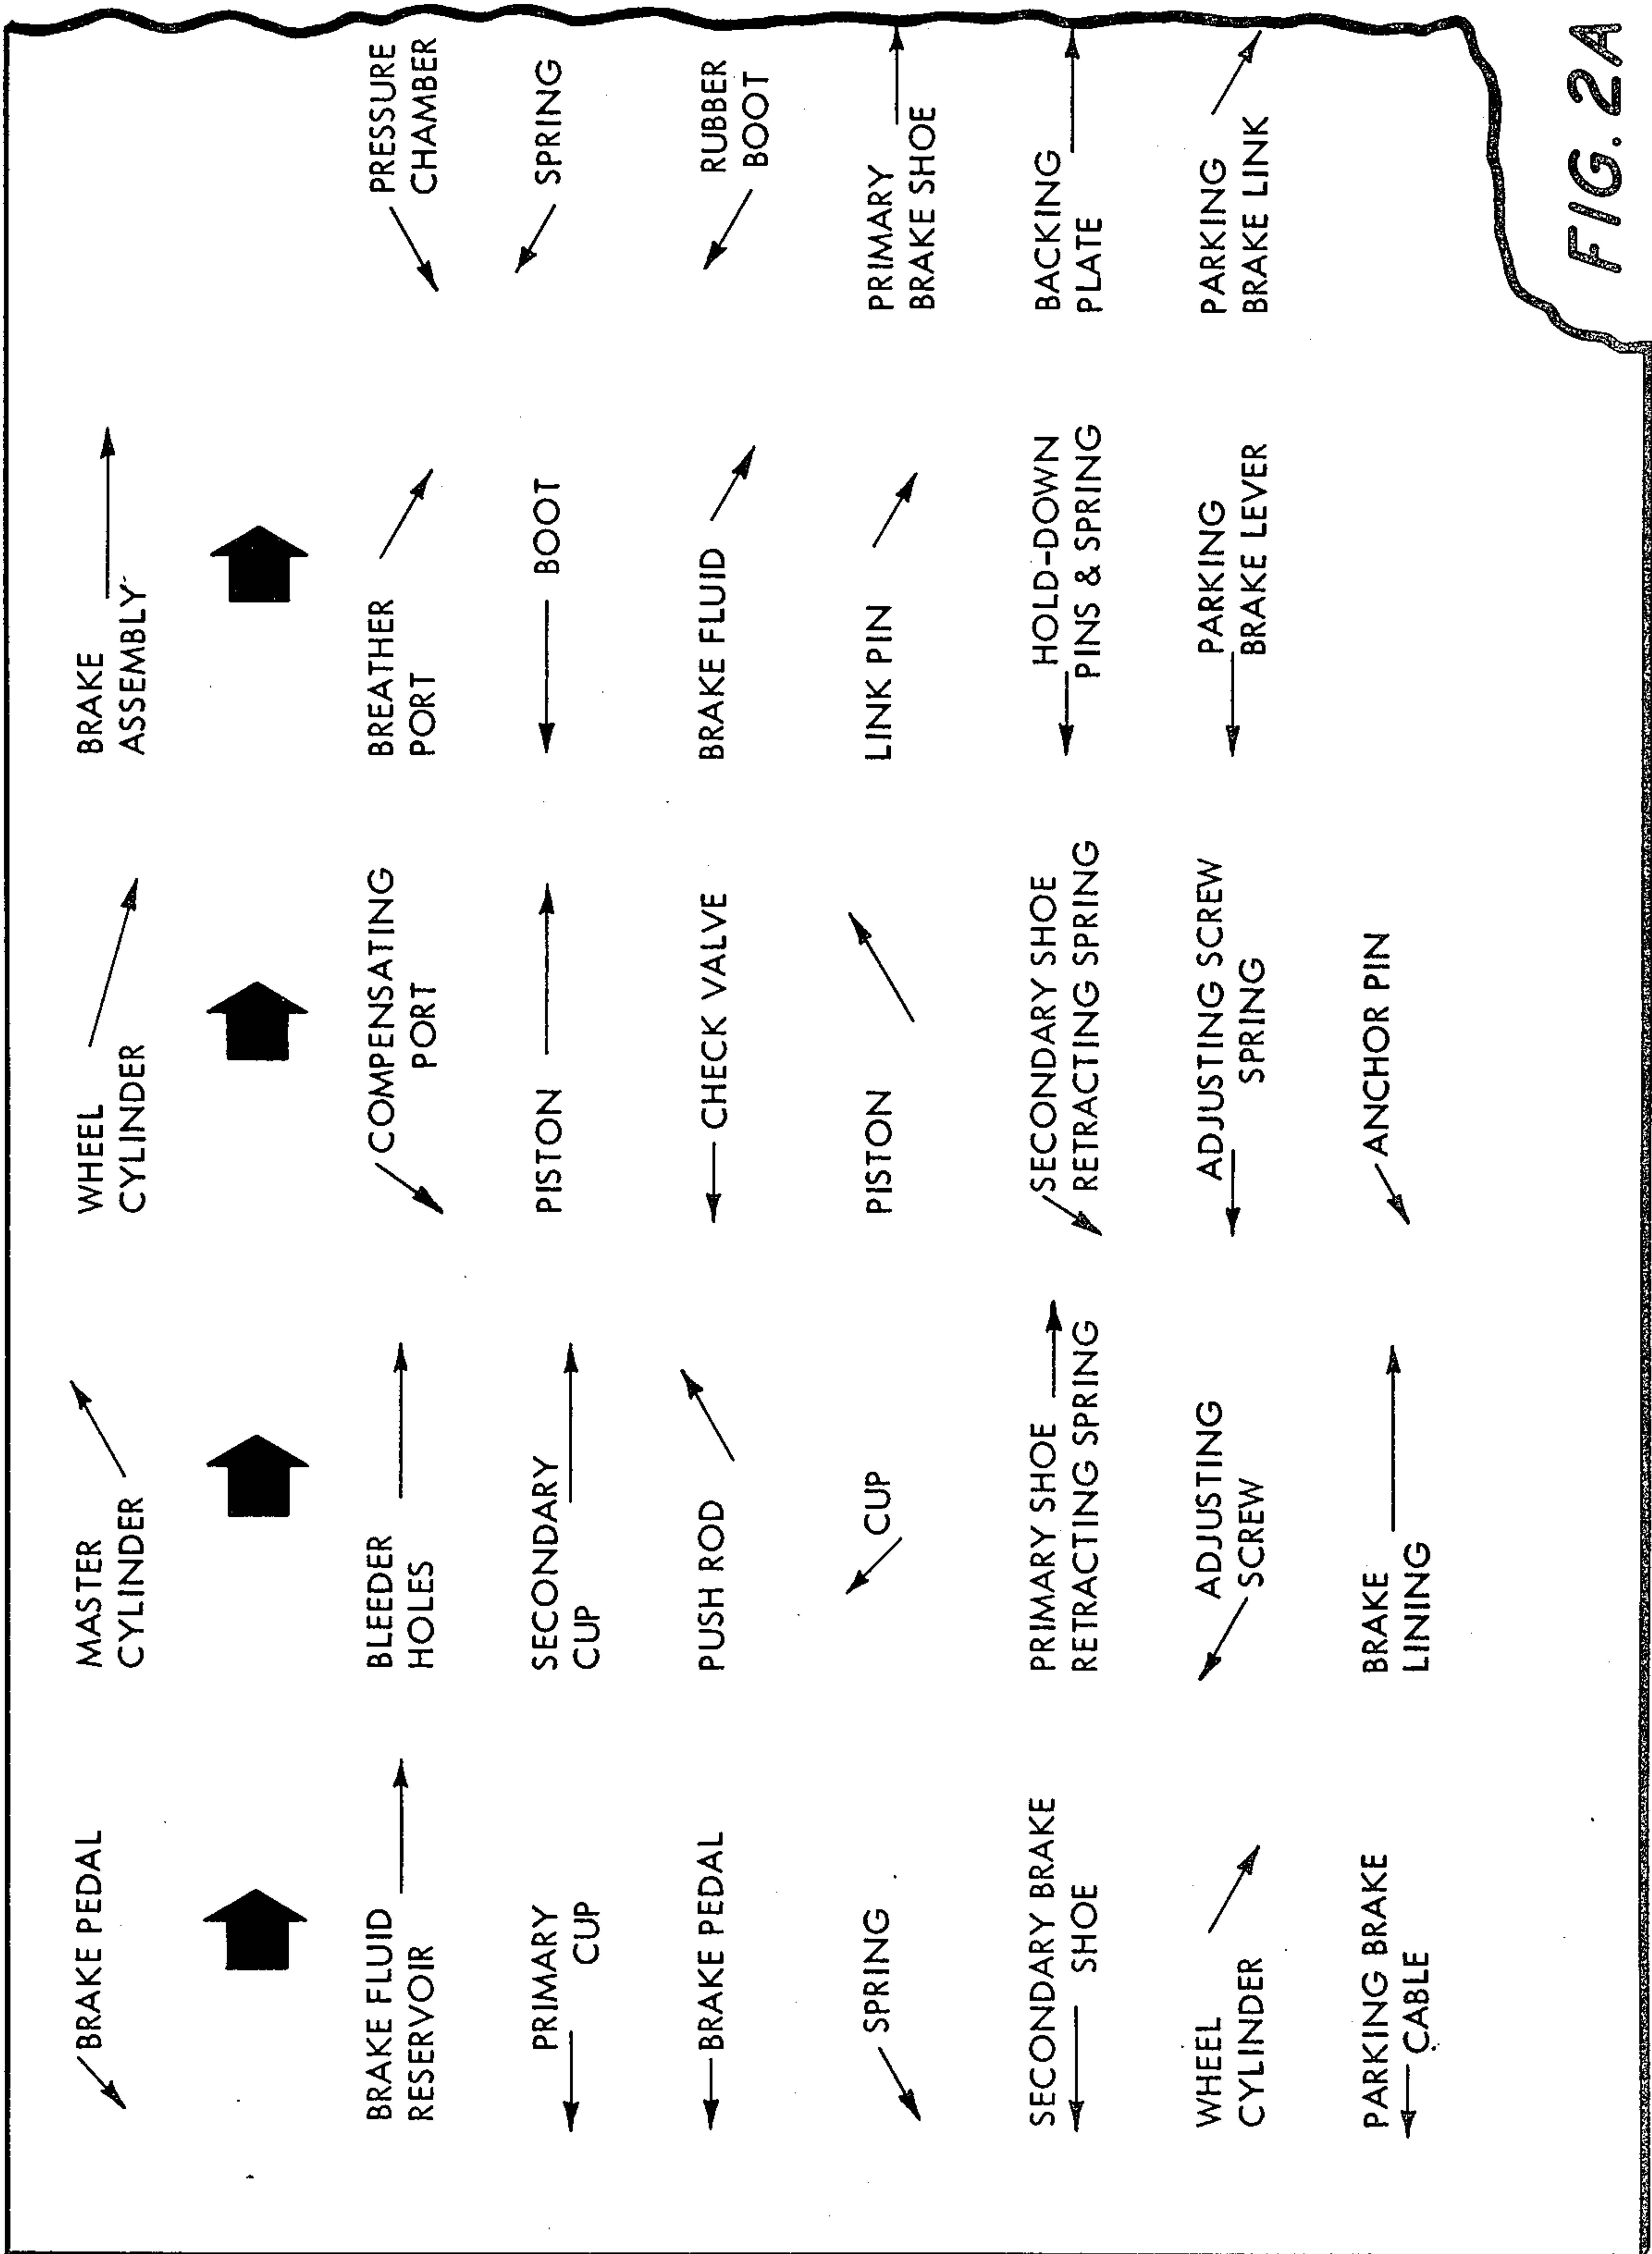 BRAKE PEDAL
MASTER
CYLINDER
WHEEL
CYLINDER
BRAKE
ASSEMBLY
BRAKE FLUID
RESERVOIR
BLEEDER
HOLES
COMPENSATING
PORT
BREATHER
PORT
PRESSURE
CHAMBER
PRIMARY
CUP
SECONDARY
CUP
PISTON
BOOT
SPRING
BRAKE PEDAL
PUSH ROD
CHECK VALVE
BRAKE FLUID
RUBBER
BOOT
SPRING
CUP
PISTON
LINK PIN
PRIMARY
BRAKE SHOE
SECONDARY BRAKE
SHOE
PRIMARY SHOE
RETRACTING SPRING
SECONDARY SHOE
RETRACTING SPRING
HOLD-DOWN
PINS & SPRING
BACKING
PLATE
WHEEL
CYLINDER
ADJUSTING
SCREW
ADJUSTING SCREW
SPRING
PARKING
BRAKE LEVER
PARKING
BRAKE LINK
PARKING BRAKE
CABLE
BRAKE
LINING
ANCHOR PIN
FIG. 2A